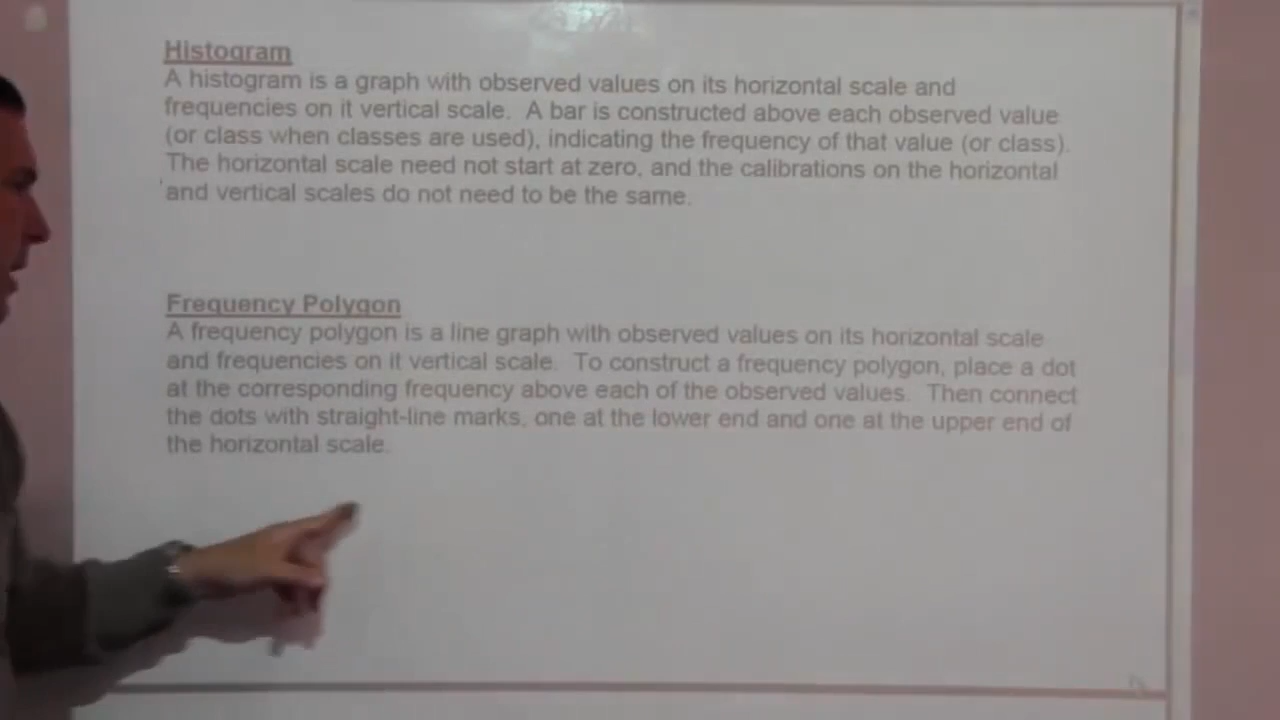 Histogram
A histogram is a graph with observed values on its horizontal scale and
frequencies on it vertical scale. A bar is constructed above each observed value
(or class when classes are used), indicating the frequency of that value (or class).
The horizontal scale need not start at zero, and the calibrations on the horizontal
and vertical scales do not need to be the same.
Frequency Polygon
A frequency polygon is a line graph with observed values on its horizontal scale
and frequencies on it vertical scale. To construct a frequency polygon, place a dot
at the corresponding frequency above each of the observed values. Then connect
the dots with straight-line marks, one at the lower end and one at the upper end of
the horizontal scale.